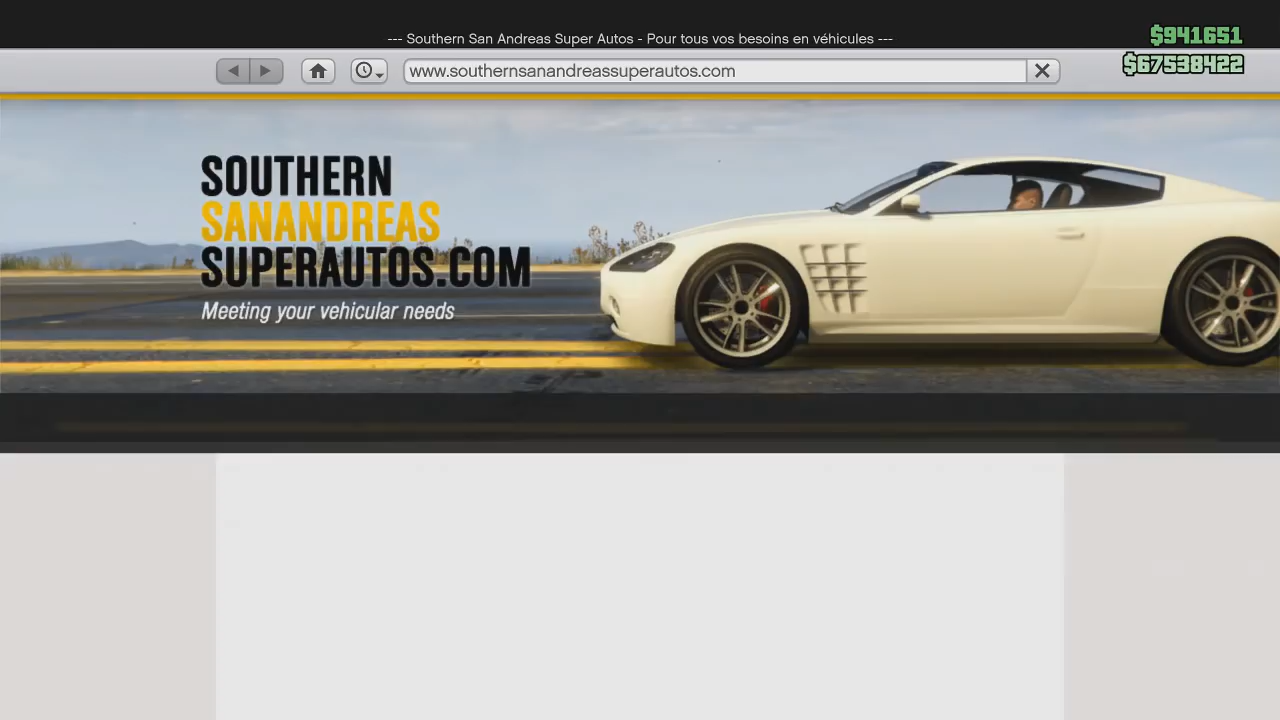 --- Southern San Andreas Super Autos - Pour tous vos besoins en véhicules ---
$941651
$67538422
www.southernsanandreassuperautos.com
SOUTHERN
SANANDREAS
SUPERAUTOS.COM
Meeting your vehicular needs